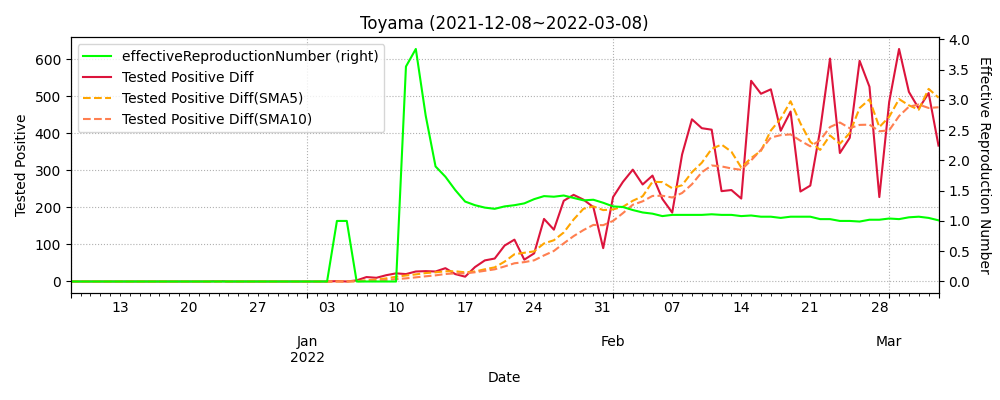 Toyama (2021-12-08~2022-03-08)
effectiveReproductionNumber (right)
Tested Positive Diff
Tested Positive Diff(SMA5)
Tested Positive Diff(SMA10)
Tested Positive
600
500
400
300
200
100
0
4.0
3.5
3.0
2.5
2.0
1.5
1.0
0.5
0.0
Effective Reproduction Number
13 20 27 03 10 17 24 31 07 14 21 28
Jan Feb Mar
2022
Date